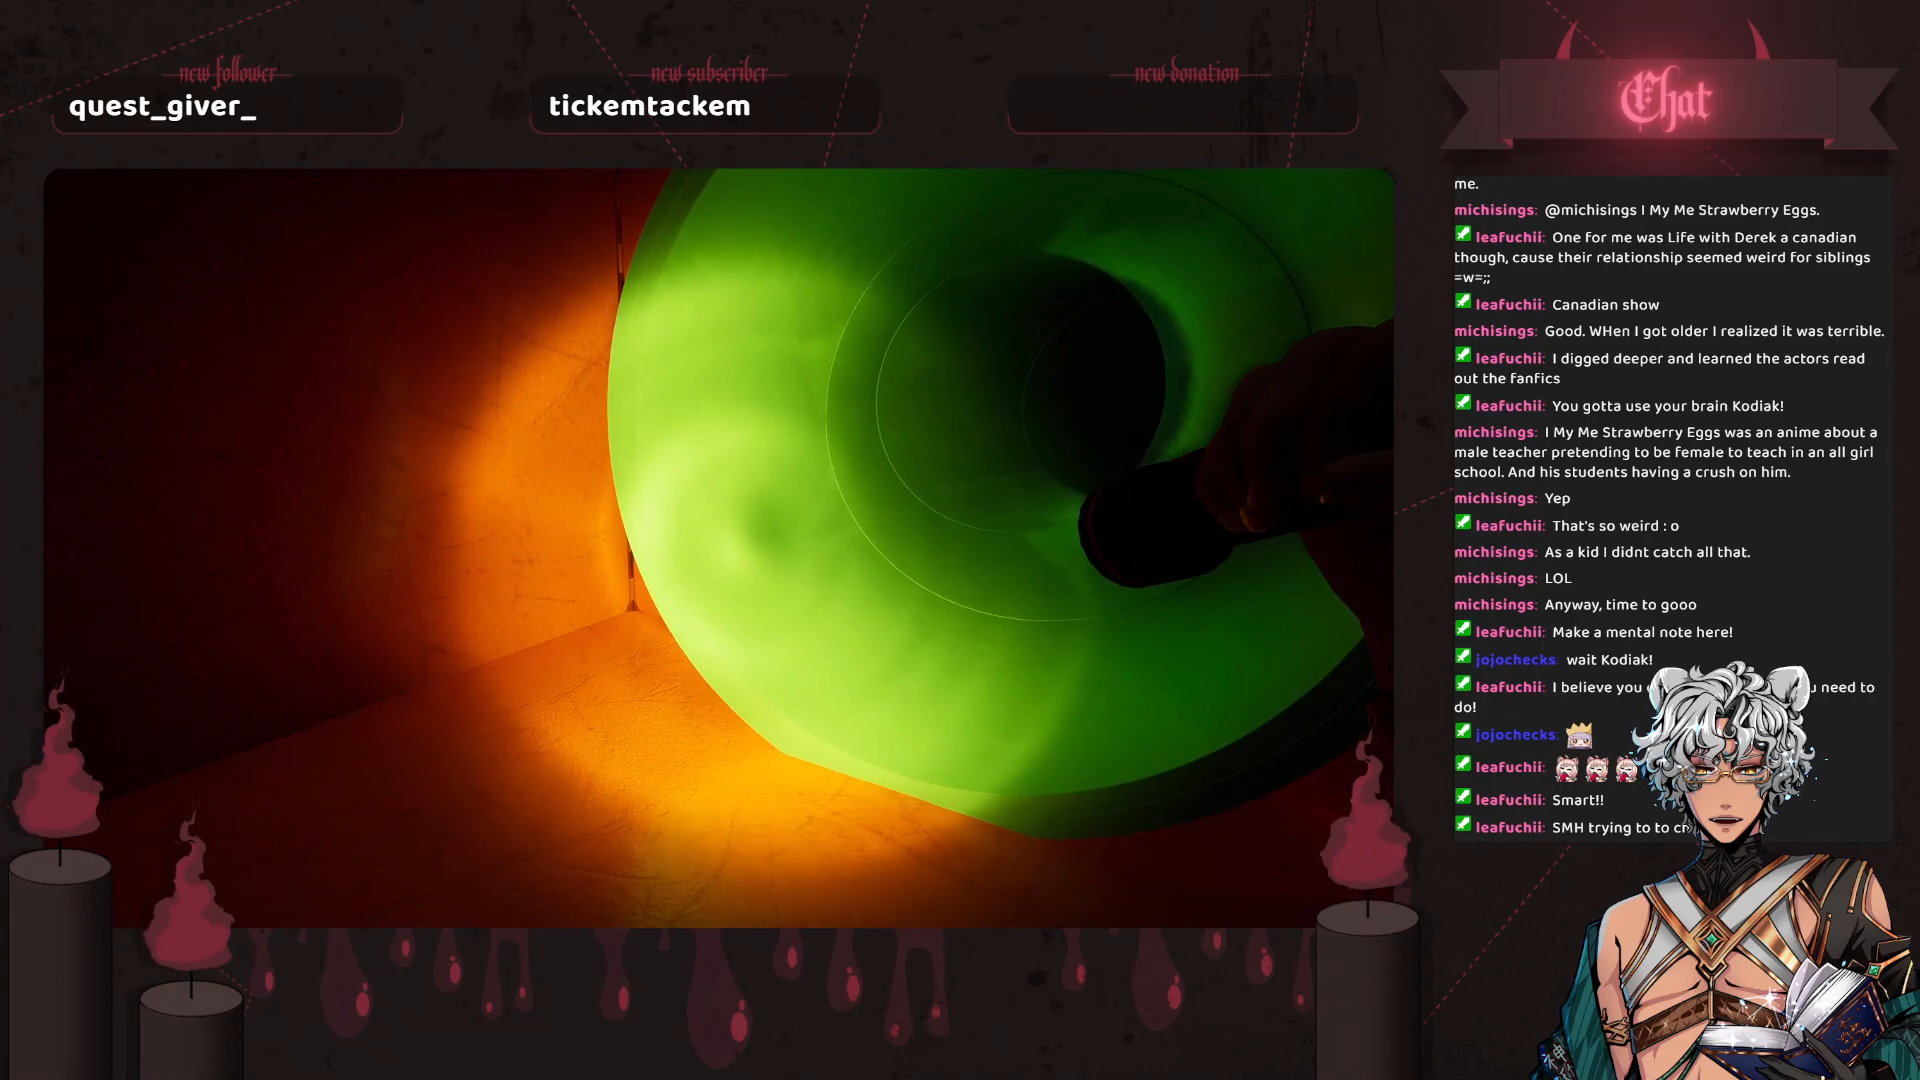 new follower
quest_giver_
new subscriber
tickemtackem
new donation
Chat
me.
michisings: @michisings I My Me Strawberry Eggs.
leafuchii: One for me was Life with Derek a canadian
though, cause their relationship seemed weird for siblings
=w=;;
leafuchii: Canadian show
michisings: Good. WHen I got older I realized it was terrible.
leafuchii: I digged deeper and learned the actors read
out the fanfics
leafuchii: You gotta use your brain Kodiak!
michisings: I My Me Strawberry Eggs was an anime about a
male teacher pretending to be female to teach in an all girl
school. And his students having a crush on him.
michisings: Yep
leafuchii: That's so weird : o
michisings: As a kid I didnt catch all that.
michisings: LOL
michisings: Anyway, time to gooo
leafuchii: Make a mental note here!
jojochecks: wait Kodiak!
leafuchii: I believe you need to
do!
jojochecks:
leafuchii:
leafuchii: Smart!!
leafuchii: SMH trying to to